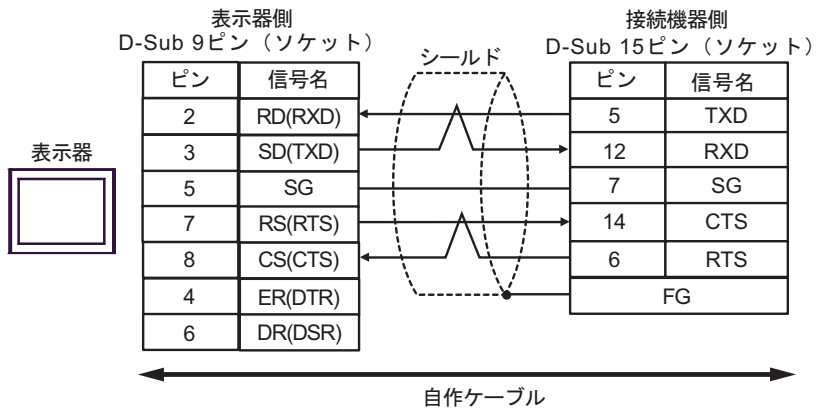 表示器側
D-Sub 9ピン（ソケット）
接続機器側
D-Sub 15ピン（ソケット）
シールド
表示器
ピン 信号名
2 RD(RXD)
3 SD(TXD)
5 SG
7 RS(RTS)
8 CS(CTS)
4 ER(DTR)
6 DR(DSR)
ピン 信号名
5 TXD
12 RXD
7 SG
14 CTS
6 RTS
FG
自作ケーブル